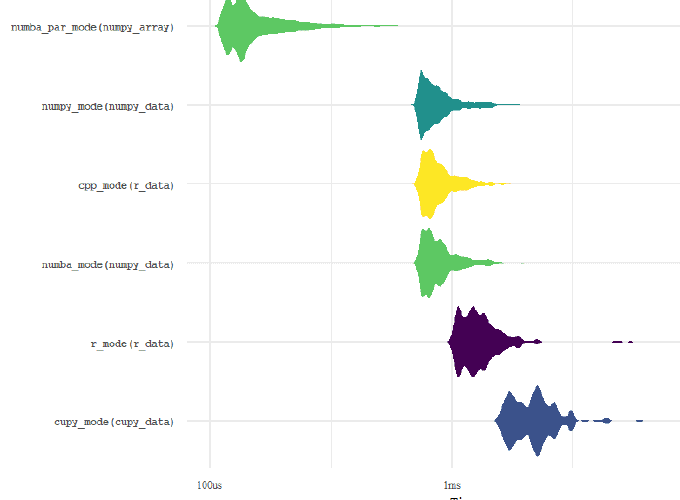 numba_par_mode(numpy_array)
numpy_mode(numpy_data)
cpp_mode(r_data)
numba_mode(numpy_data)
r_mode(r_data)
cupy_mode(cupy_data)
100us 1ms